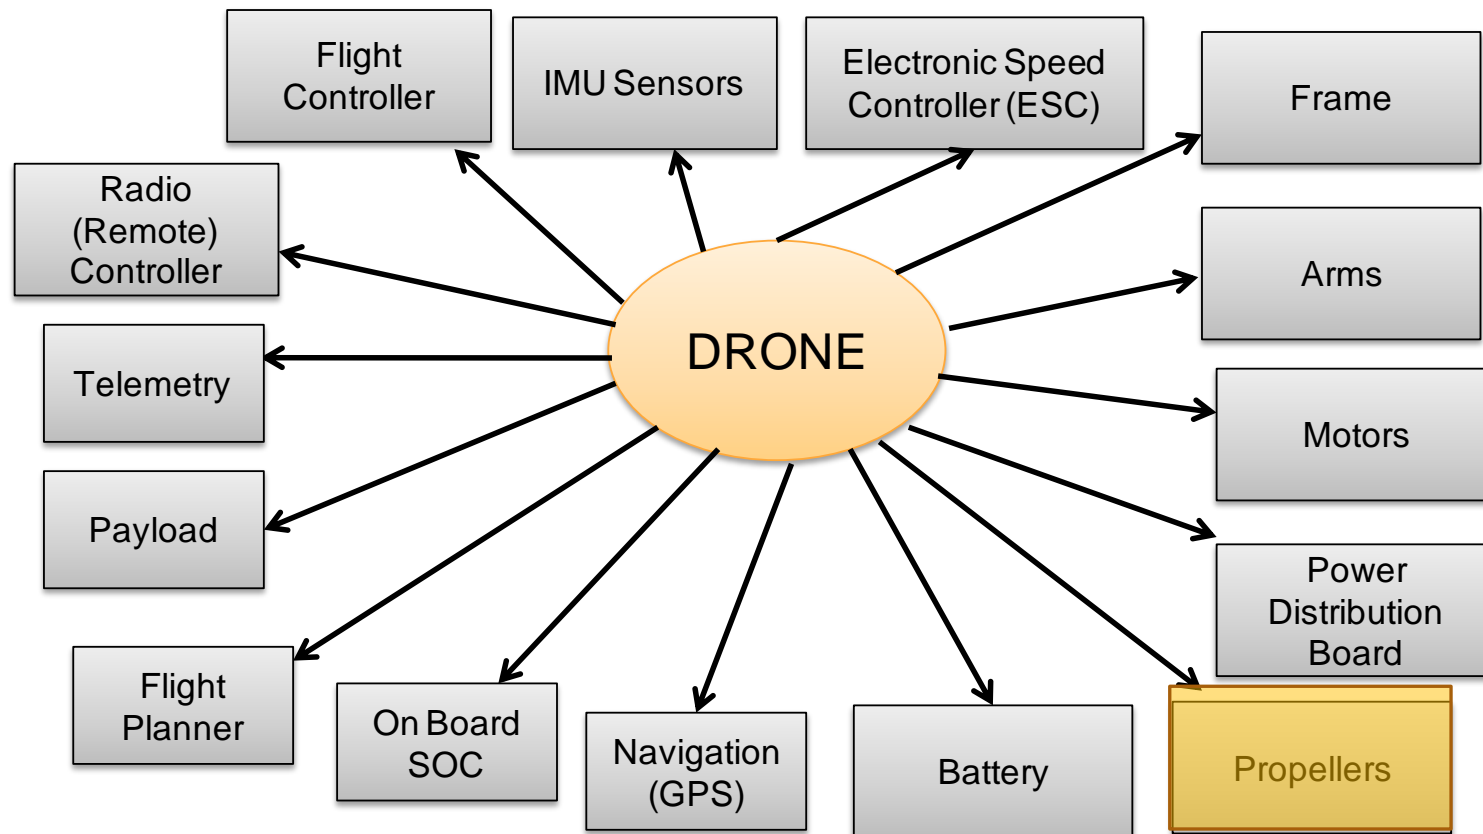 Flight
Controller
IMU Sensors
Electronic Speed
Controller (ESC)
Frame
Radio
(Remote)
Controller
Arms
DRONE
Telemetry
Motors
Payload
Power
Distribution
Board
Flight
Planner
On Board
SOC
Navigation
(GPS)
Battery
Propellers